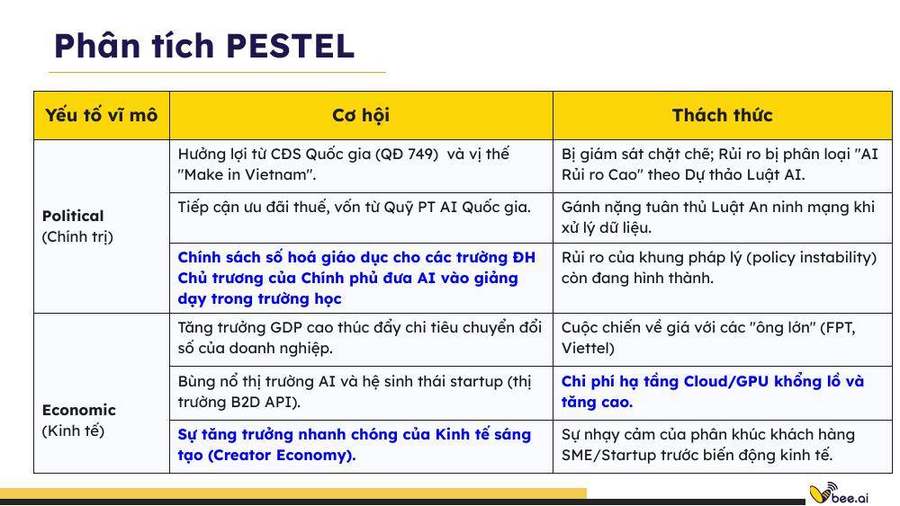 Phân tích PESTEL
Yếu tố vĩ mô
Cơ hội
Thách thức
Political
(Chính trị)
Hưởng lợi từ CĐS Quốc gia (QĐ 749) và vị thế
"Make in Vietnam".
Bị giám sát chặt chẽ; Rủi ro bị phân loại "AI
Rủi ro Cao" theo Dự thảo Luật AI.
Tiếp cận ưu đãi thuế, vốn từ Quỹ PT AI Quốc gia.
Gánh nặng tuân thủ Luật An ninh mạng khi
xử lý dữ liệu.
Chính sách số hoá giáo dục cho các trường ĐH
Chủ trương của Chính phủ đưa AI vào giảng
dạy trong trường học
Rủi ro của khung pháp lý (policy instability)
còn đang hình thành.
Economic
(Kinh tế)
Tăng trưởng GDP cao thúc đẩy chi tiêu chuyển đổi
số của doanh nghiệp.
Cuộc chiến về giá với các "ông lớn" (FPT,
Viettel)
Bùng nổ thị trường AI và hệ sinh thái startup (thị
trường B2D API).
Chi phí hạ tầng Cloud/GPU khổng lồ và
tăng cao.
Sự tăng trưởng nhanh chóng của Kinh tế sáng
tạo (Creator Economy).
Sự nhạy cảm của phân khúc khách hàng
SME/Startup trước biến động kinh tế.
Vbee.ai